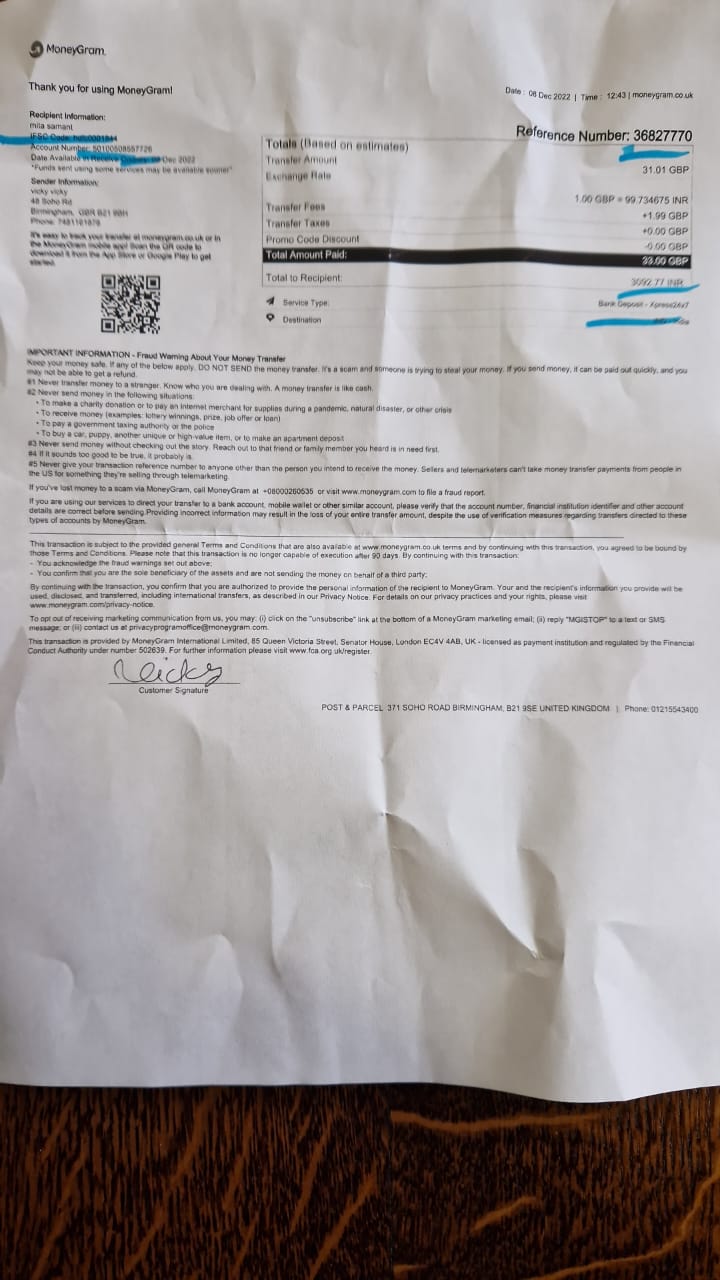 MoneyGram.
Thank you for using MoneyGram!
Date : 08 Dec 2022 | Time : 12:43 | moneygram.co.uk
Recipient Information:
mita samant
IFSC Code:
Account Number: 50100508557726
Date Available in Receive Dec 2022
"Funds sent using some services may be available sooner"
Sender Information:
vicky vicky
48 Soho Rd
Birmingham, GBR B21 9BH
Phone:
It's easy to track your transfer at moneygram.co.uk or in
the MoneyGram mobile app! Scan the QR code to
download it from the App Store or Google Play to get
started.
Reference Number: 36827770
Totals (Based on estimates)
Transfer Amount 31.01 GBP
Exchange Rate 1.00 GBP = 99.734675 INR
Transfer Fees +1.99 GBP
Transfer Taxes +0.00 GBP
Promo Code Discount -0.00 GBP
Total Amount Paid: 33.00 GBP
Total to Recipient: 3092.77 INR
Service Type: Bank Deposit - Xpress24x7
Destination
IMPORTANT INFORMATION - Fraud Warning About Your Money Transfer
Keep your money safe. If any of the below apply, DO NOT SEND the money transfer. It's a scam and someone is trying to steal your money. If you send money, it can be paid out quickly, and you
may not be able to get a refund.
#1 Never transfer money to a stranger. Know who you are dealing with. A money transfer is like cash.
#2 Never send money in the following situations:
• To make a charity donation or to pay an internet merchant for supplies during a pandemic, natural disaster, or other crisis
• To receive money (examples: lottery winnings, prize, job offer or loan)
• To pay a government taxing authority or the police
• To buy a car, puppy, another unique or high-value item, or to make an apartment deposit
#3 Never send money without checking out the story. Reach out to that friend or family member you heard is in need first.
#4 If it sounds too good to be true, it probably is.
#5 Never give your transaction reference number to anyone other than the person you intend to receive the money. Sellers and telemarketers can't take money transfer payments from people in
the US for something they're selling through telemarketing.
If you've lost money to a scam via MoneyGram, call MoneyGram at +08000260535 or visit www.moneygram.com to file a fraud report.
If you are using our services to direct your transfer to a bank account, mobile wallet or other similar account, please verify that the account number, financial institution identifier and other account
details are correct before sending.Providing incorrect information may result in the loss of your entire transfer amount, despite the use of verification measures regarding transfers directed to these
types of accounts by MoneyGram.
This transaction is subject to the provided general Terms and Conditions that are also available at www.moneygram.co.uk terms and by continuing with this transaction, you agreed to be bound by
those Terms and Conditions. Please note that this transaction is no longer capable of execution after 90 days. By continuing with this transaction:
- You acknowledge the fraud warnings set out above;
- You confirm that you are the sole beneficiary of the assets and are not sending the money on behalf of a third party;
By continuing with the transaction, you confirm that you are authorized to provide the personal information of the recipient to MoneyGram. Your and the recipient's information you provide will be
used, disclosed, and transferred, including international transfers, as described in our Privacy Notice. For details on our privacy practices and your rights, please visit
www.moneygram.com/privacy-notice.
To opt out of receiving marketing communication from us, you may: (i) click on the "unsubscribe" link at the bottom of a MoneyGram marketing email; (ii) reply "MGISTOP" to a text or SMS
message; or (iii) contact us at privacyprogramoffice@moneygram.com.
This transaction is provided by MoneyGram International Limited, 85 Queen Victoria Street, Senator House, London EC4V 4AB, UK - licensed as payment institution and regulated by the Financial
Conduct Authority under number 502639. For further information please visit www.fca.org.uk/register.
Vicky
Customer Signature
POST & PARCEL 371 SOHO ROAD BIRMINGHAM, B21 9SE UNITED KINGDOM | Phone: 01215543400